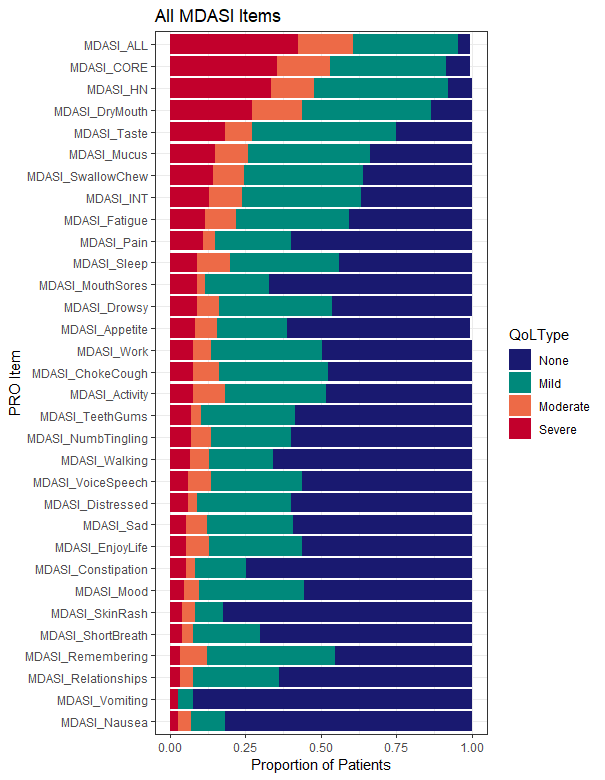 All MDASI Items
PRO Item
MDASI_ALL
MDASI_CORE
MDASI_HN
MDASI_DryMouth
MDASI_Taste
MDASI_Mucus
MDASI_SwallowChew
MDASI_INT
MDASI_Fatigue
MDASI_Pain
MDASI_Sleep
MDASI_MouthSores
MDASI_Drowsy
MDASI_Appetite
MDASI_Work
MDASI_ChokeCough
MDASI_Activity
MDASI_TeethGums
MDASI_NumbTingling
MDASI_Walking
MDASI_VoiceSpeech
MDASI_Distressed
MDASI_Sad
MDASI_EnjoyLife
MDASI_Constipation
MDASI_Mood
MDASI_SkinRash
MDASI_ShortBreath
MDASI_Remembering
MDASI_Relationships
MDASI_Vomiting
MDASI_Nausea
0.00 0.25 0.50 0.75 1.00
Proportion of Patients
QoLType
None
Mild
Moderate
Severe